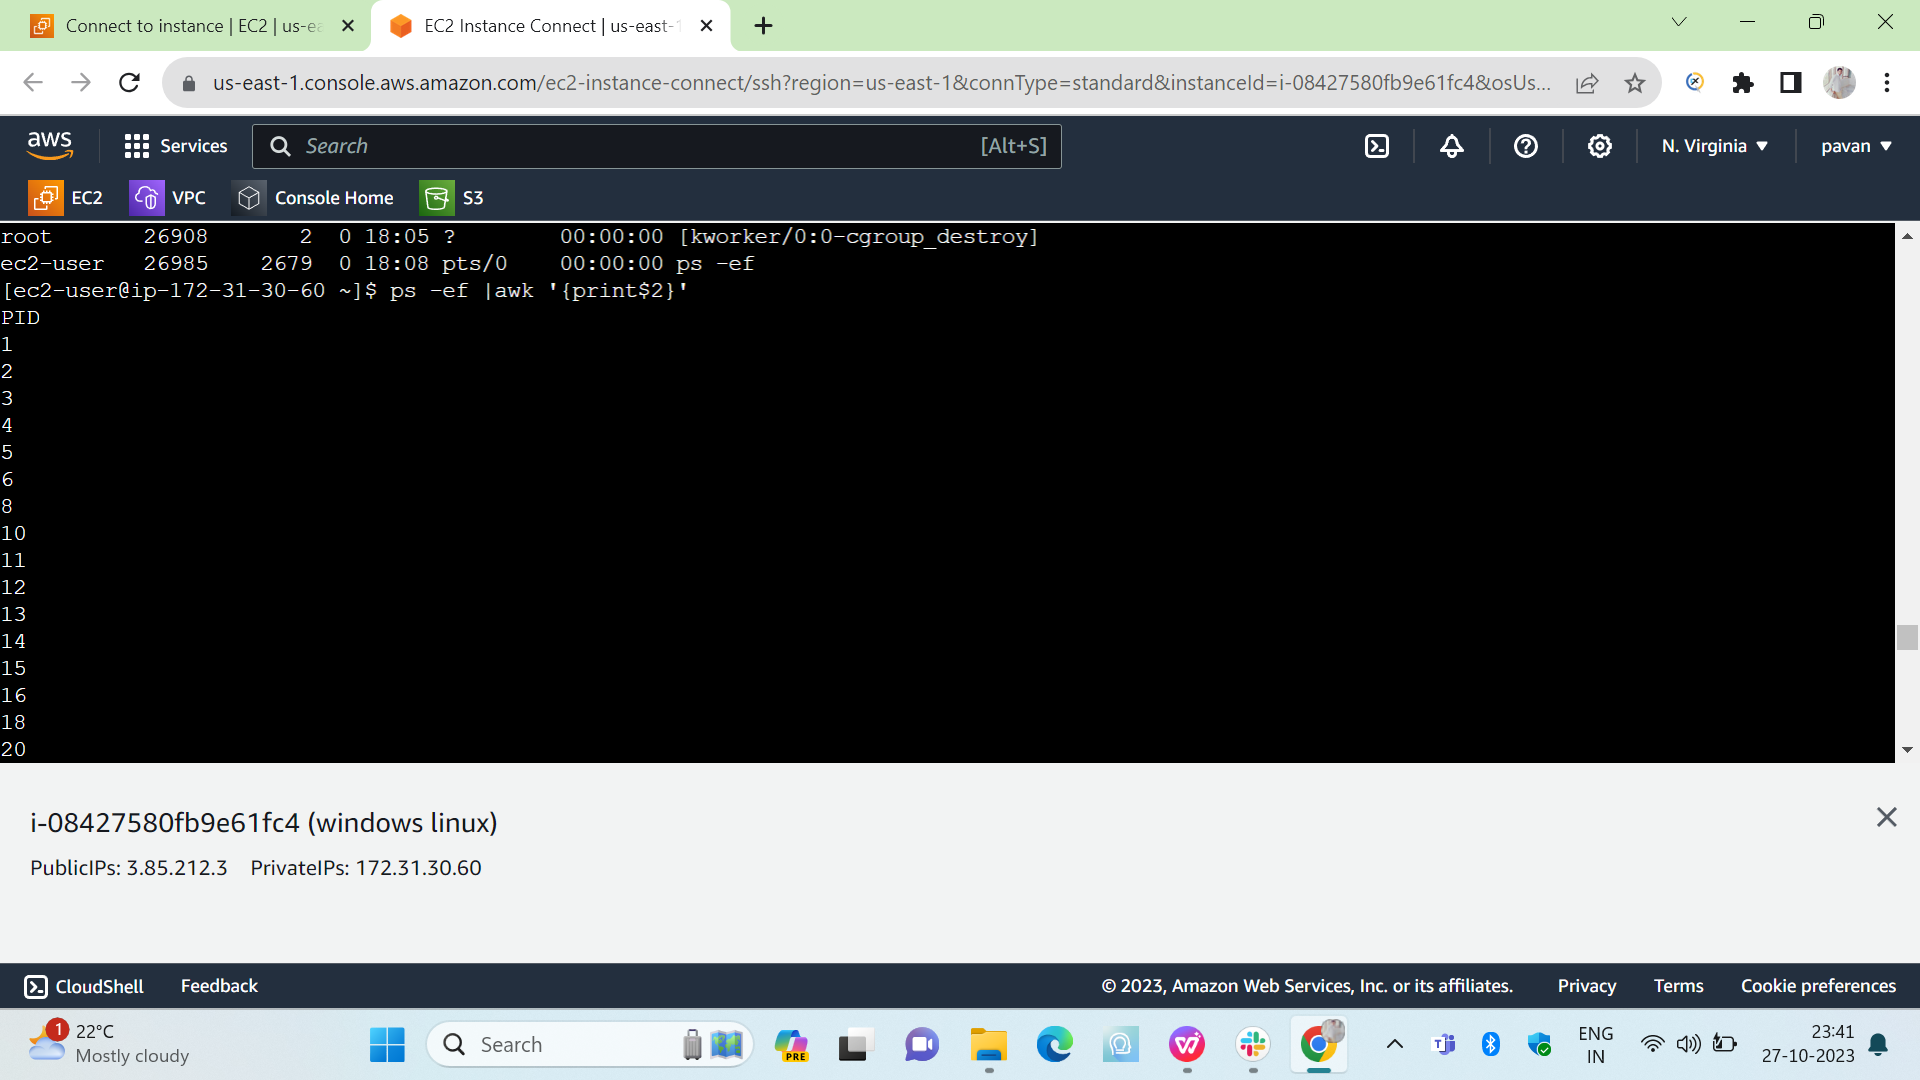 Connect to instance | EC2 | us-ea
EC2 Instance Connect | us-east-1
us-east-1.console.aws.amazon.com/ec2-instance-connect/ssh?region=us-east-1&connType=standard&instanceId=i-08427580fb9e61fc4&osUs...
aws
Services
Search
[Alt+S]
N. Virginia
pavan
EC2
VPC
Console Home
S3
root       26908       2  0 18:05 ?        00:00:00 [kworker/0:0-cgroup_destroy]
ec2-user   26985    2679  0 18:08 pts/0    00:00:00 ps -ef
[ec2-user@ip-172-31-30-60 ~]$ ps -ef |awk '{print$2}'
PID
1
2
3
4
5
6
8
10
11
12
13
14
15
16
18
20
i-08427580fb9e61fc4 (windows linux)
PublicIPs: 3.85.212.3    PrivateIPs: 172.31.30.60
CloudShell
Feedback
© 2023, Amazon Web Services, Inc. or its affiliates.
Privacy
Terms
Cookie preferences
1
22°C
Mostly cloudy
Search
PRE
ENG
IN
23:41
27-10-2023